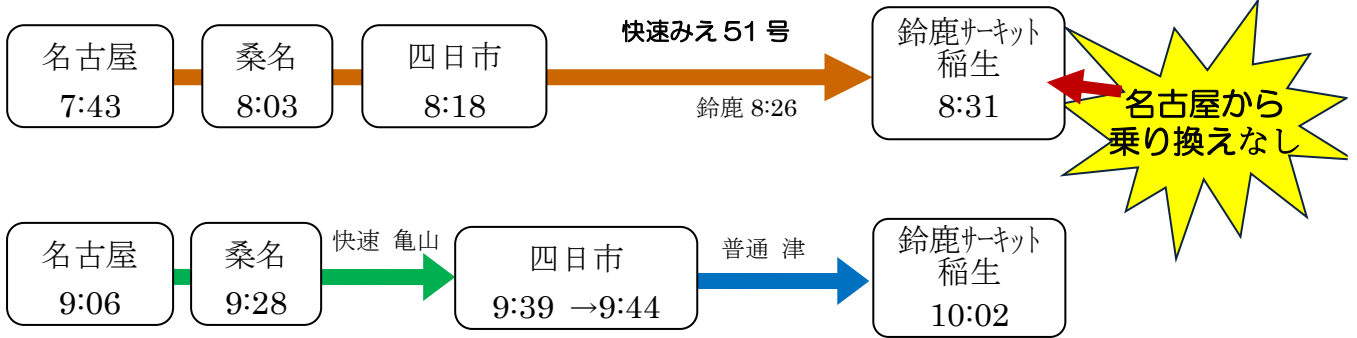 快速みえ 51 号
名古屋
7:43
桑名
8:03
四日市
8:18
鈴鹿 8:26
鈴鹿ｻｰｷｯﾄ
稲生
8:31
名古屋から
乗り換えなし
名古屋
9:06
桑名
9:28
快速 亀山
四日市
9:39 →9:44
普通 津
鈴鹿ｻｰｷｯﾄ
稲生
10:02